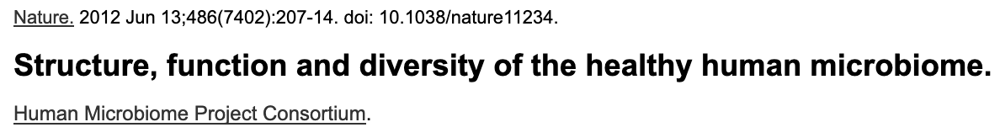 Nature. 2012 Jun 13;486(7402):207-14. doi: 10.1038/nature11234.
Structure, function and diversity of the healthy human microbiome.
Human Microbiome Project Consortium.